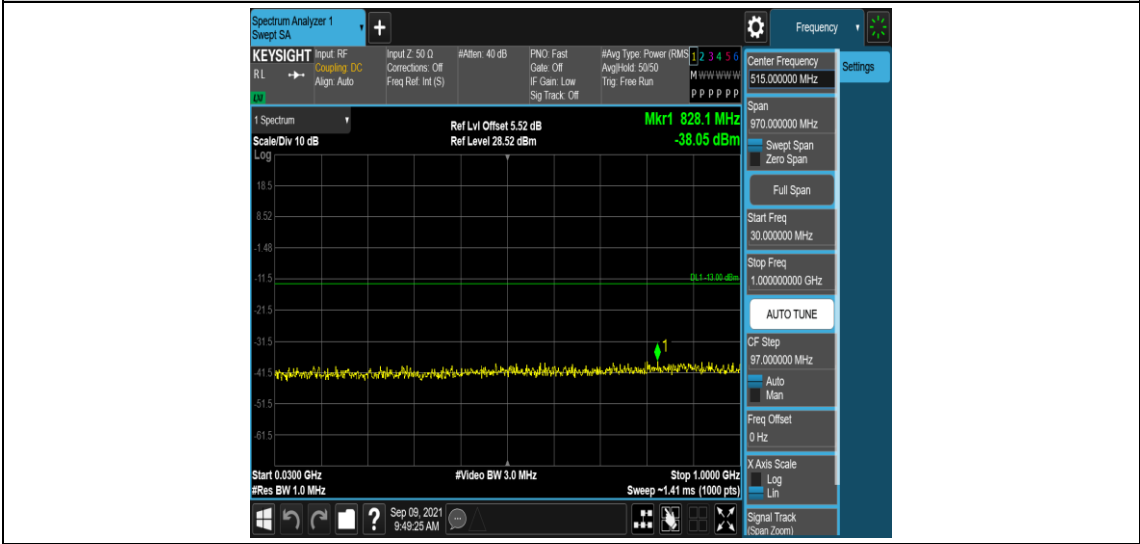 Spectrum Analyzer 1
Swept SA
+
Frequency
KEYSIGHT
RL
LNI
Input: RF
Coupling: DC
Align: Auto
Input Z: 50 Ω
Corrections: Off
Freq Ref: Int (S)
#Atten: 40 dB
PNO: Fast
Gate: Off
IF Gain: Low
Sig Track: Off
#Avg Type: Power (RMS
Avg|Hold: 50/50
Trig: Free Run
1 2 3 4 5 6
M W W W W W
P P P P P P
1 Spectrum
Scale/Div 10 dB
Log
Ref Lvl Offset 5.52 dB
Ref Level 28.52 dBm
Mkr1 828.1 MHz
-38.05 dBm
18.5
8.52
-1.48
-11.5
DL1 -13.00 dBm
-21.5
-31.5
1
-41.5
-51.5
-61.5
Start 0.0300 GHz
#Res BW 1.0 MHz
#Video BW 3.0 MHz
Stop 1.0000 GHz
Sweep ~1.41 ms (1000 pts)
Center Frequency
515.000000 MHz
Settings
Span
970.000000 MHz
Swept Span
Zero Span
Full Span
Start Freq
30.000000 MHz
Stop Freq
1.000000000 GHz
AUTO TUNE
CF Step
97.000000 MHz
Auto
Man
Freq Offset
0 Hz
X Axis Scale
Log
Lin
Signal Track
(Span Zoom)
?
Sep 09, 2021
9:49:25 AM